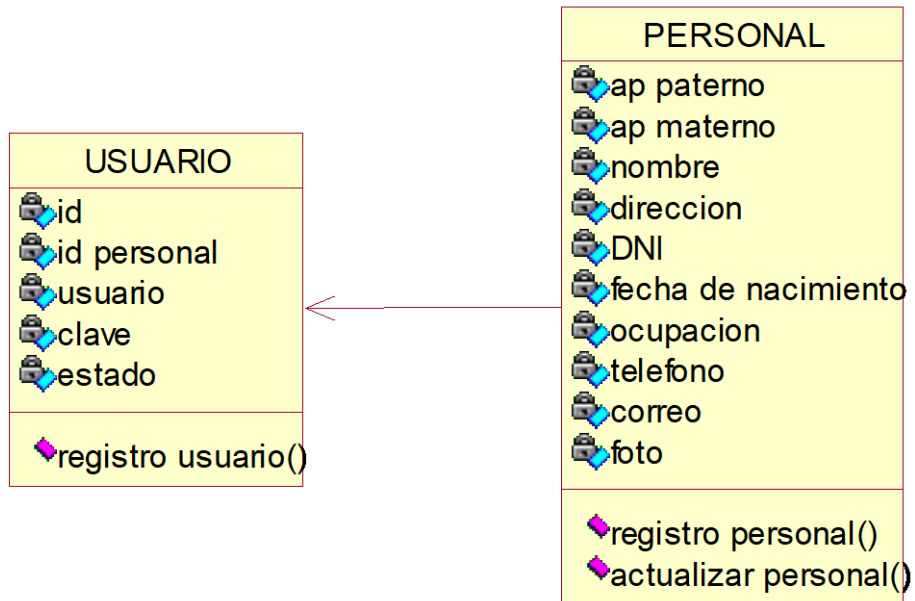 USUARIO
id
id personal
usuario
clave
estado
registro usuario()
PERSONAL
ap paterno
ap materno
nombre
direccion
DNI
fecha de nacimiento
ocupacion
telefono
correo
foto
registro personal()
actualizar personal()